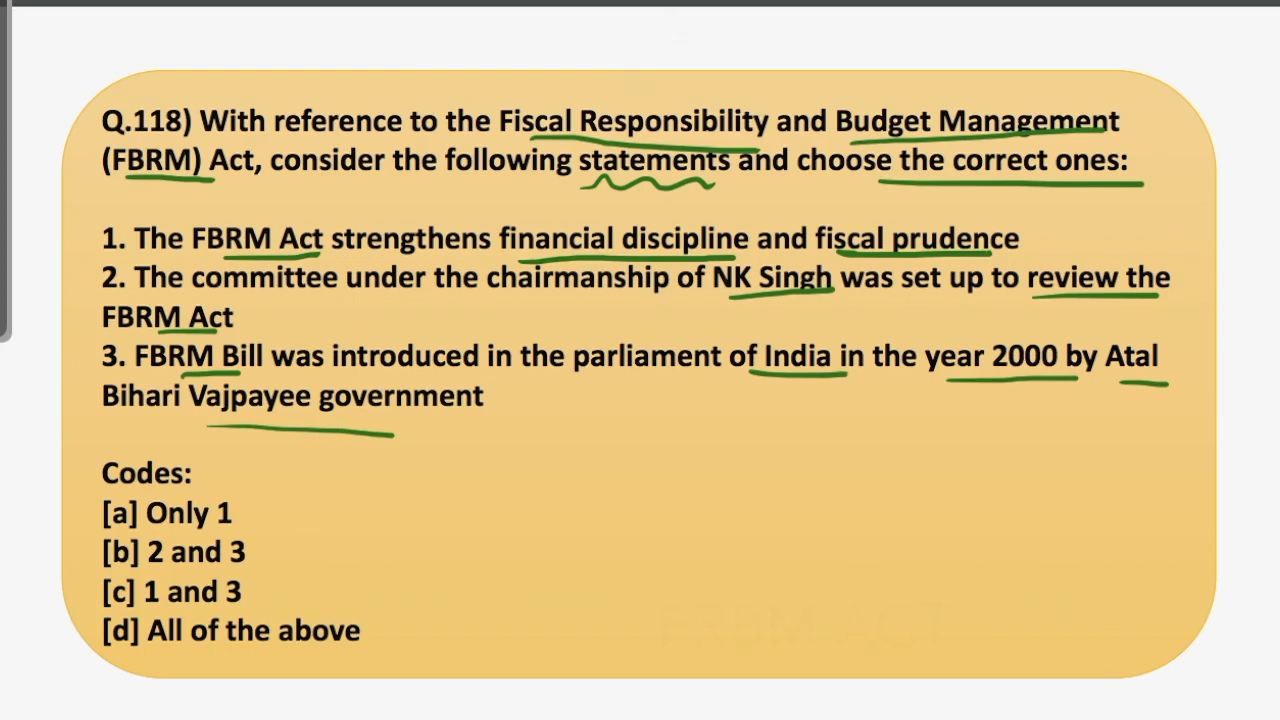 Q.118) With reference to the Fiscal Responsibility and Budget Management
(FBRM) Act, consider the following statements and choose the correct ones:
1. The FBRM Act strengthens financial discipline and fiscal prudence
2. The committee under the chairmanship of NK Singh was set up to review the
FBRM Act
3. FBRM Bill was introduced in the parliament of India in the year 2000 by Atal
Bihari Vajpayee government
Codes:
[a] Only 1
[b] 2 and 3
[c] 1 and 3
[d] All of the above
FRBM ACT